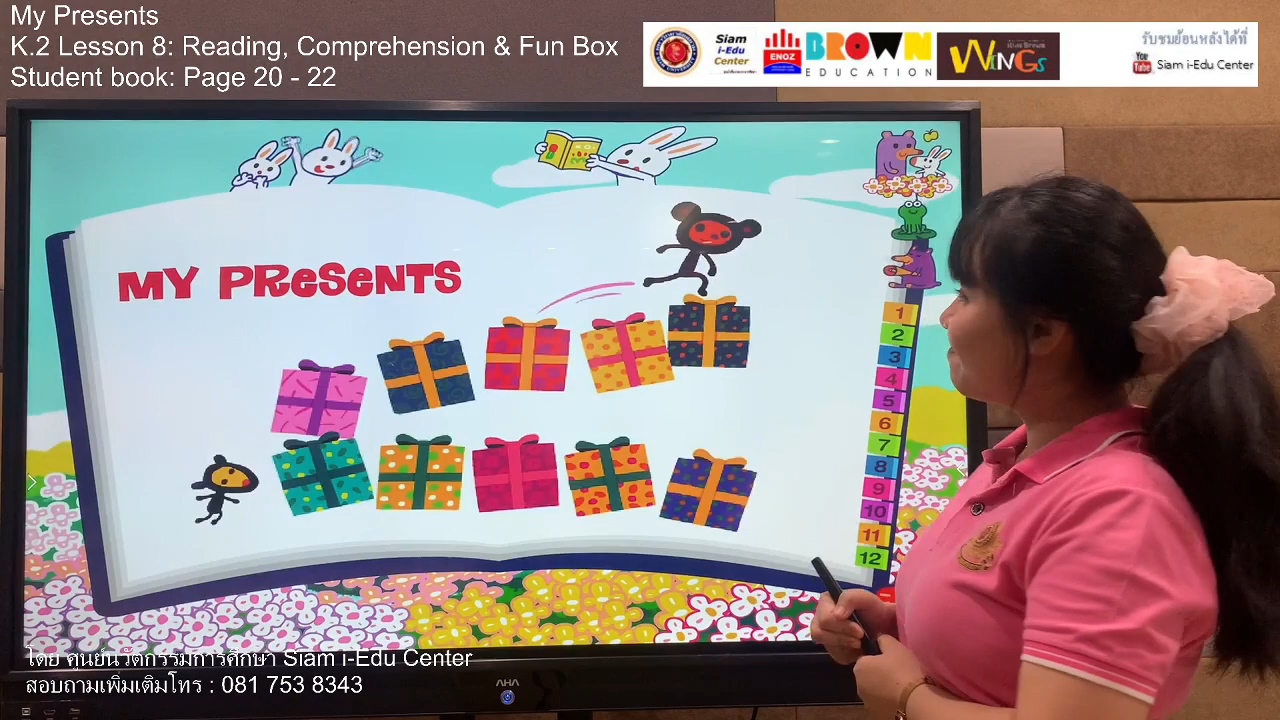 My Presents
K.2 Lesson 8: Reading, Comprehension & Fun Box
Student book: Page 20 - 22
Siam
i-Edu
Center
ENOZ
BROWN
EDUCATION
WiNGs
รับชมย้อนหลังได้ที่
You
Tube
Siam i-Edu Center
MY PRESENTS
1
2
3
4
5
6
7
8
9
10
11
12
โดย ศูนย์นวัตกรรมการศึกษา Siam i-Edu Center
สอบถามเพิ่มเติมโทร : 081 753 8343
AHA